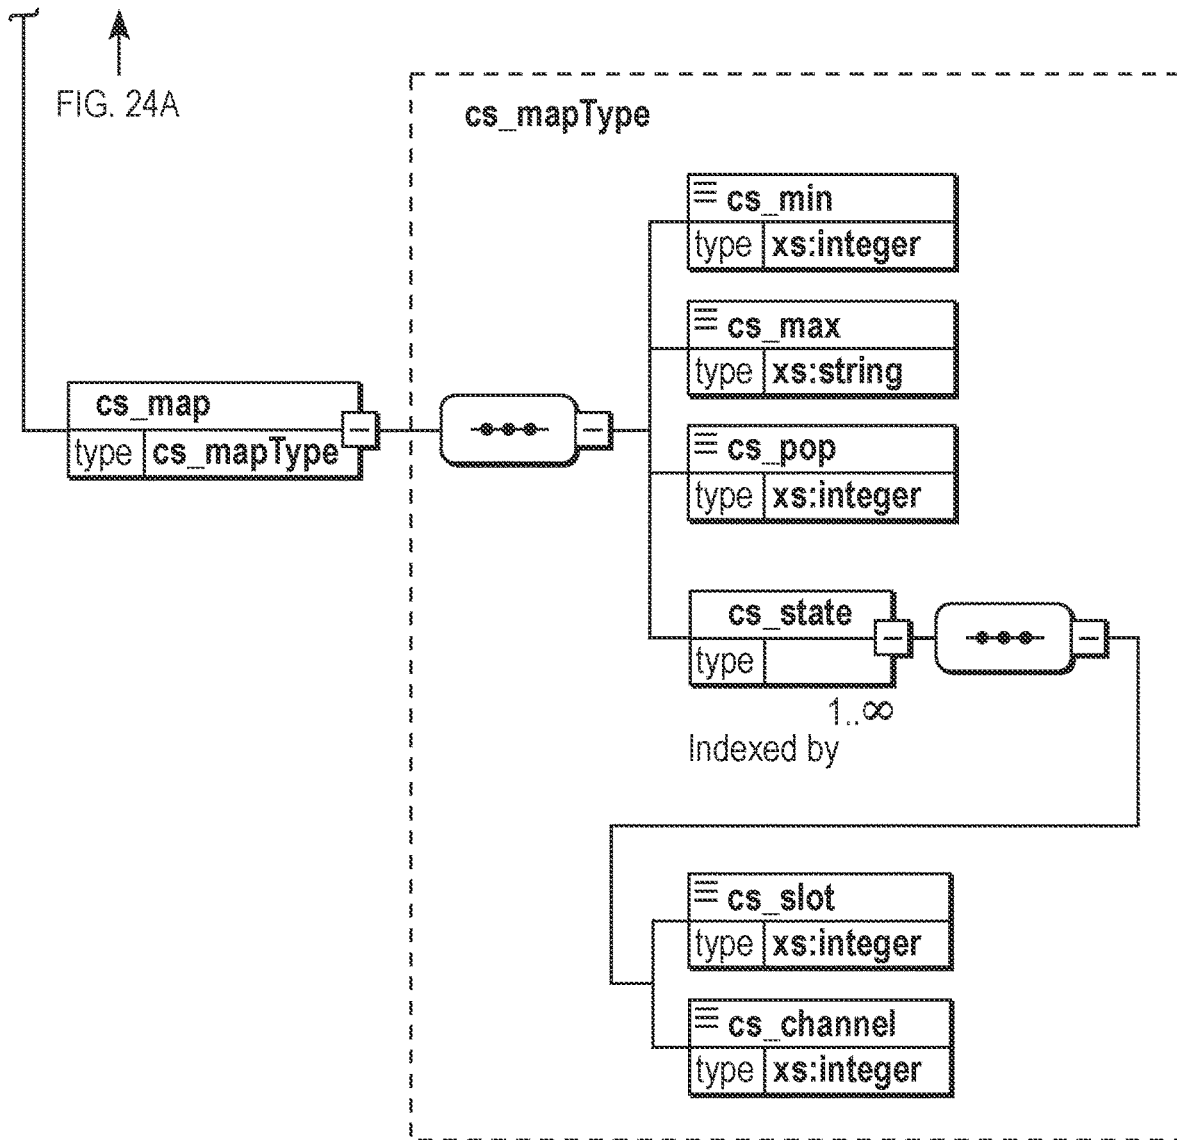 FIG. 24A
cs_mapType
cs_min
type xs:integer
cs_max
type xs:string
cs_map
type cs_mapType
cs_pop
type xs:integer
cs_state
type
1..∞
Indexed by
cs_slot
type xs:integer
cs_channel
type xs:integer